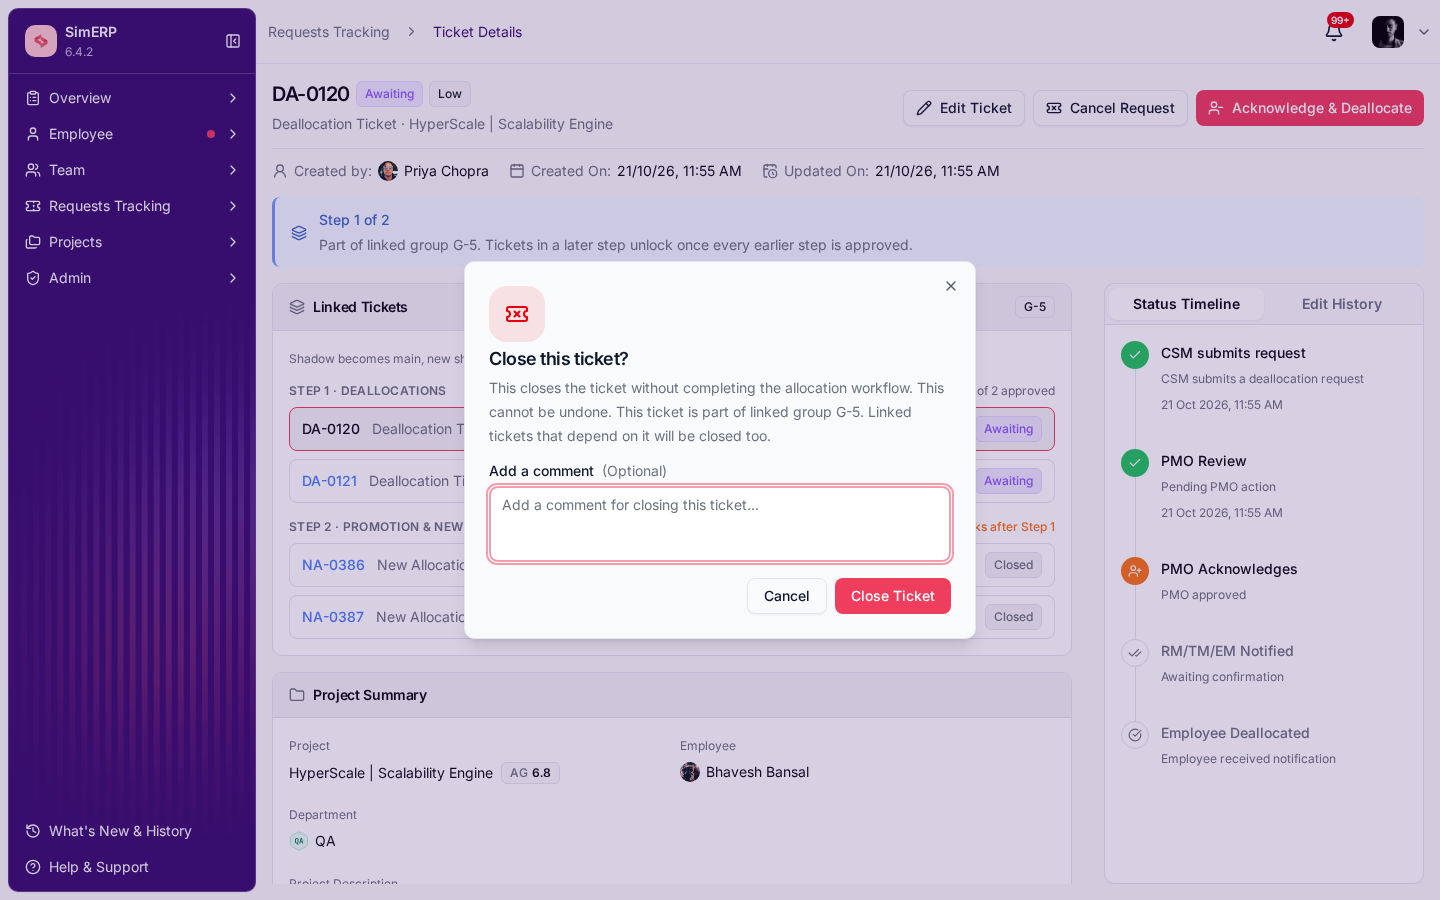 SimERP
6.4.2
Overview
Employee
Team
Requests Tracking
Projects
Admin
What's New & History
Help & Support
Requests Tracking > Ticket Details
99+
DA-0120 Awaiting Low
Deallocation Ticket · HyperScale | Scalability Engine
Edit Ticket
Cancel Request
Acknowledge & Deallocate
Created by: Priya Chopra Created On: 21/10/26, 11:55 AM Updated On: 21/10/26, 11:55 AM
Step 1 of 2
Part of linked group G-5. Tickets in a later step unlock once every earlier step is approved.
Linked Tickets G-5
Shadow becomes main, new
STEP 1 · DEALLOCATIONS of 2 approved
DA-0120 Deallocation Awaiting
DA-0121 Deallocation Awaiting
STEP 2 · PROMOTION & NEW after Step 1
NA-0386 New Closed
NA-0387 New Closed
Close this ticket?
This closes the ticket without completing the allocation workflow. This
cannot be undone. This ticket is part of linked group G-5. Linked
tickets that depend on it will be closed too.
Add a comment (Optional)
Add a comment for closing this ticket...
Cancel
Close Ticket
Project Summary
Project
HyperScale | Scalability Engine AG 6.8
Employee
Bhavesh Bansal
Department
QA QA
Project Description
Status Timeline
Edit History
CSM submits request
CSM submits a deallocation request
21 Oct 2026, 11:55 AM
PMO Review
Pending PMO action
21 Oct 2026, 11:55 AM
PMO Acknowledges
PMO approved
RM/TM/EM Notified
Awaiting confirmation
Employee Deallocated
Employee received notification